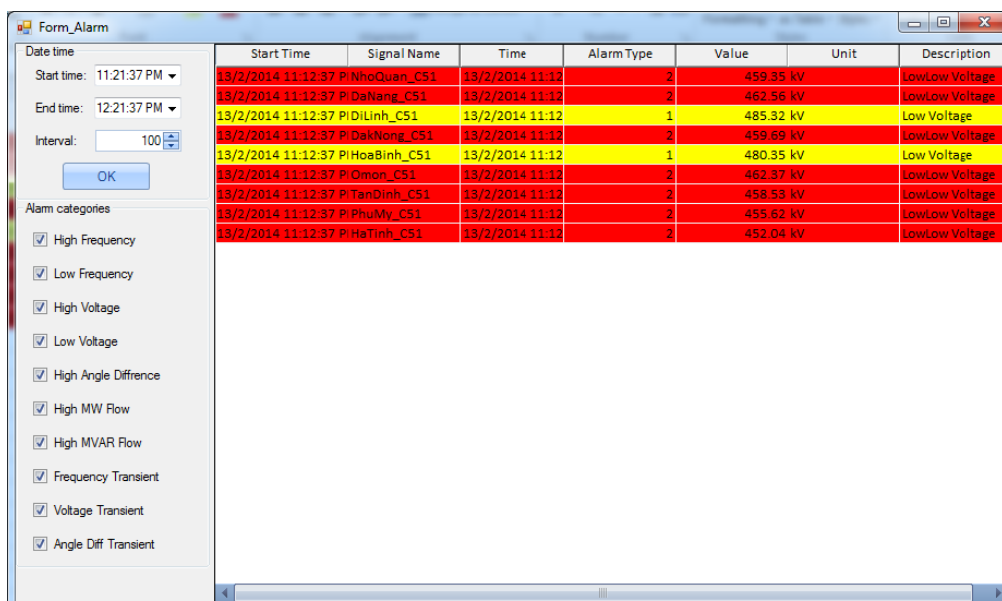 Form_Alarm
Date time
Start time: 11:21:37 PM
End time: 12:21:37 PM
Interval: 100
OK
Alarm categories
High Frequency
Low Frequency
High Voltage
Low Voltage
High Angle Diffrence
High MW Flow
High MVAR Flow
Frequency Transient
Voltage Transient
Angle Diff Transient
Start Time Signal Name Time Alarm Type Value Unit Description
13/2/2014 11:12:37 P NhoQuan_C51 13/2/2014 11:12 2 459.35 kV LowLow Voltage
13/2/2014 11:12:37 P DaNang_C51 13/2/2014 11:12 2 462.56 kV LowLow Voltage
13/2/2014 11:12:37 P DiLinh_C51 13/2/2014 11:12 1 485.32 kV Low Voltage
13/2/2014 11:12:37 P DakNong_C51 13/2/2014 11:12 2 459.69 kV LowLow Voltage
13/2/2014 11:12:37 P HoaBinh_C51 13/2/2014 11:12 1 480.35 kV Low Voltage
13/2/2014 11:12:37 P Omon_C51 13/2/2014 11:12 2 462.37 kV LowLow Voltage
13/2/2014 11:12:37 P TanDinh_C51 13/2/2014 11:12 2 458.53 kV LowLow Voltage
13/2/2014 11:12:37 P PhuMy_C51 13/2/2014 11:12 2 455.62 kV LowLow Voltage
13/2/2014 11:12:37 P HaTinh_C51 13/2/2014 11:12 2 452.04 kV LowLow Voltage